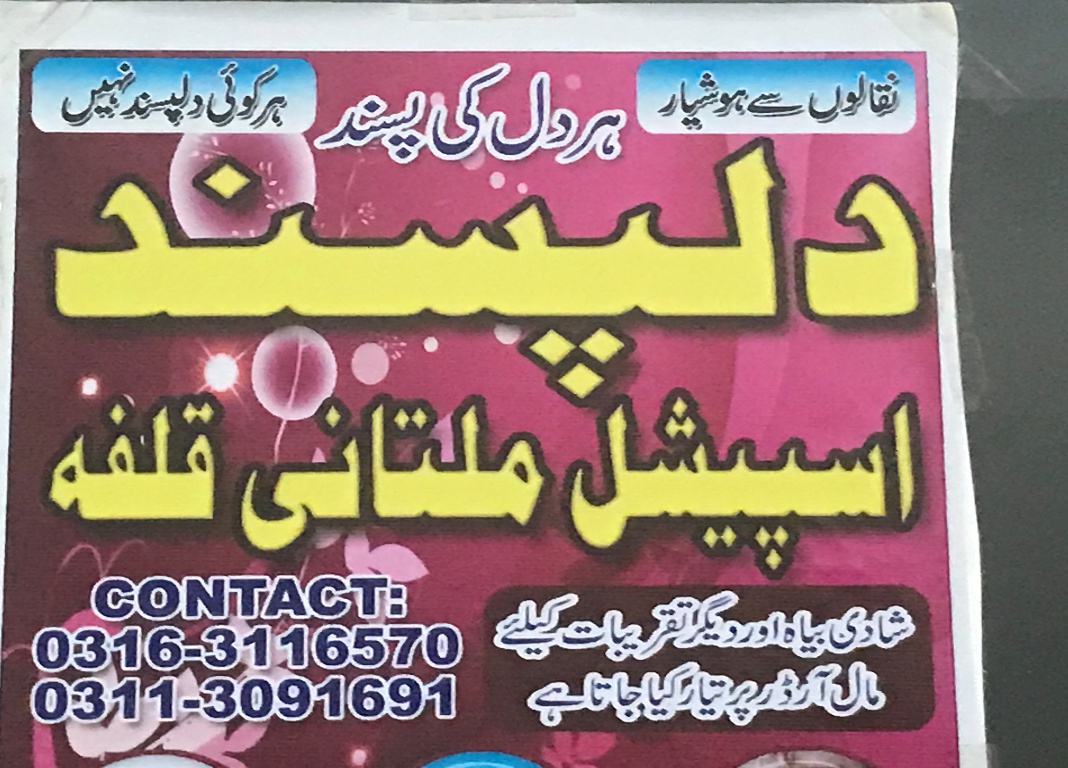 نقالوں سے ہوشیار
ہر دل کی پسند
ہر کوئی دلپسند نہیں
دلپسند
اسپیشل ملتانی قلفہ
شادی بیاہ اور دیگر تقریبات کیلئے
مال آرڈر پر تیار کیا جاتا ہے
CONTACT:
0316-3116570
0311-3091691